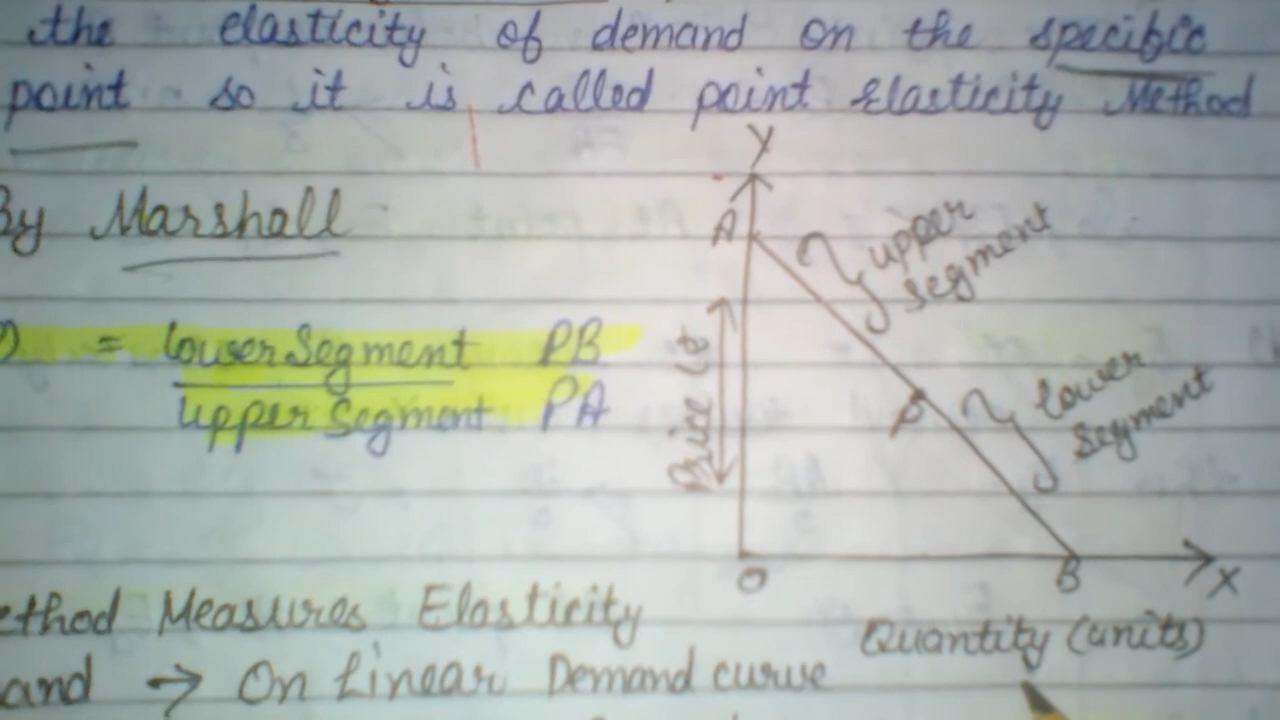 the elasticity of demand on the specific
point so it is called point Elasticity Method
By Marshall
= lower Segment PB
upper Segment PA
Y
A
upper
segment
P
lower
segment
O
B
X
Quantity (units)
ethod Measures Elasticity
and → On Linear Demand curve